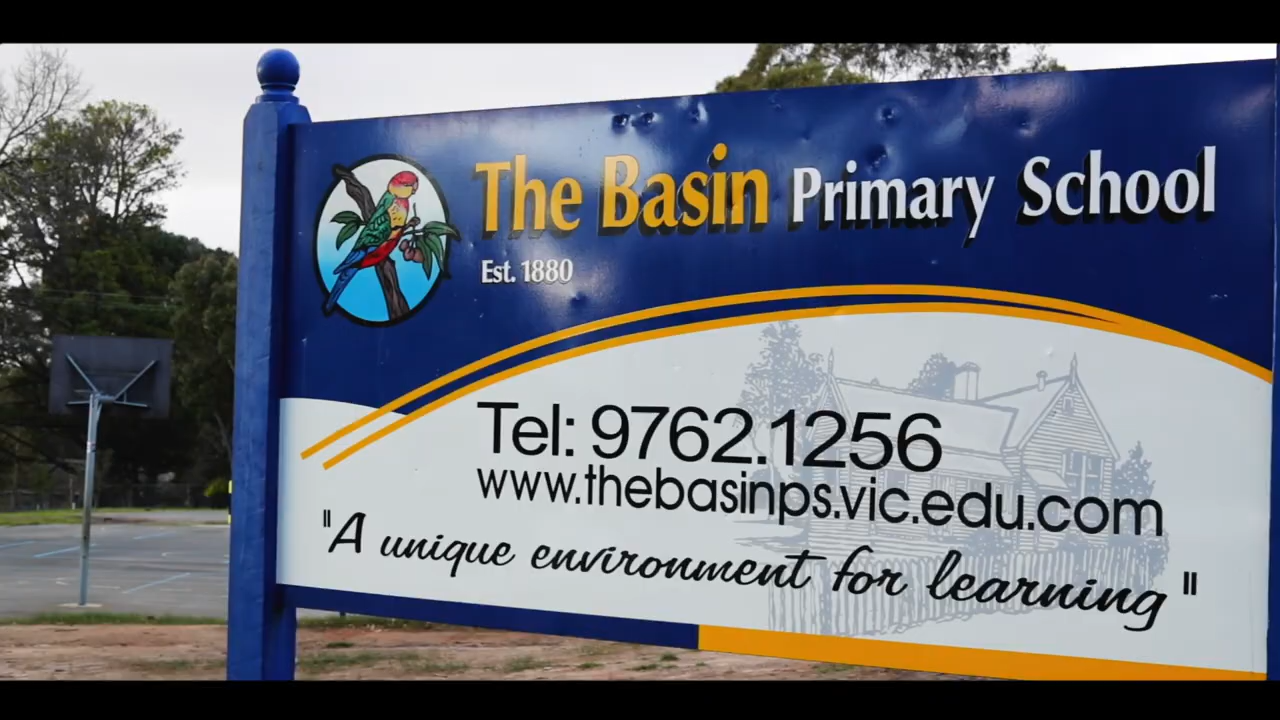 The Basin Primary School
Est. 1880
Tel: 9762.1256
www.thebasinps.vic.edu.com
"A unique environment for learning"